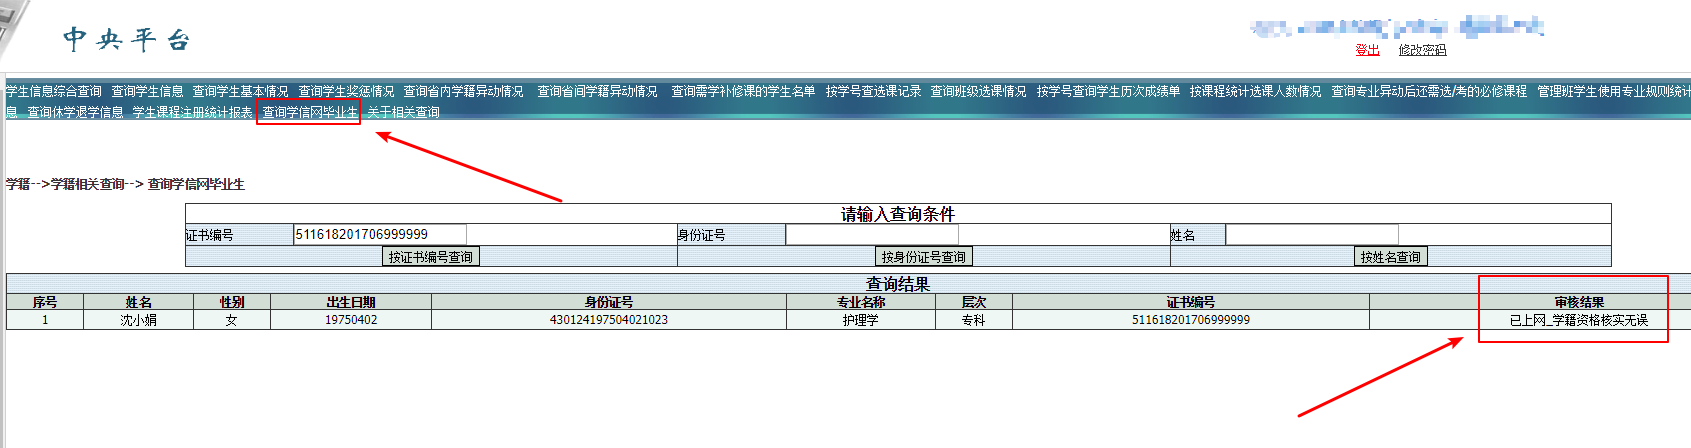 中央平台
登出 修改密码
学生信息综合查询 查询学生信息 查询学生基本情况 查询学生奖惩情况 查询省内学籍异动情况 查询省间学籍异动情况 查询需学补修课的学生名单 按学号查选课记录 查询班级选课情况 按学号查询学生历次成绩单 按课程统计选课人数情况 查询专业异动后还需选/考的必修课程 管理班学生使用专业规则统计
息 查询休学退学信息 学生课程注册统计报表 查询学信网毕业生 关于相关查询
学籍-->学籍相关查询--> 查询学信网毕业生
请输入查询条件
证书编号 511618201706999999 身份证号 姓名
按证书编号查询 按身份证号查询 按姓名查询
查询结果
序号 姓名 性别 出生日期 身份证号 专业名称 层次 证书编号 审核结果
1 沈小娟 女 19750402 430124197504021023 护理学 专科 511618201706999999 已上网_学籍资格核实无误